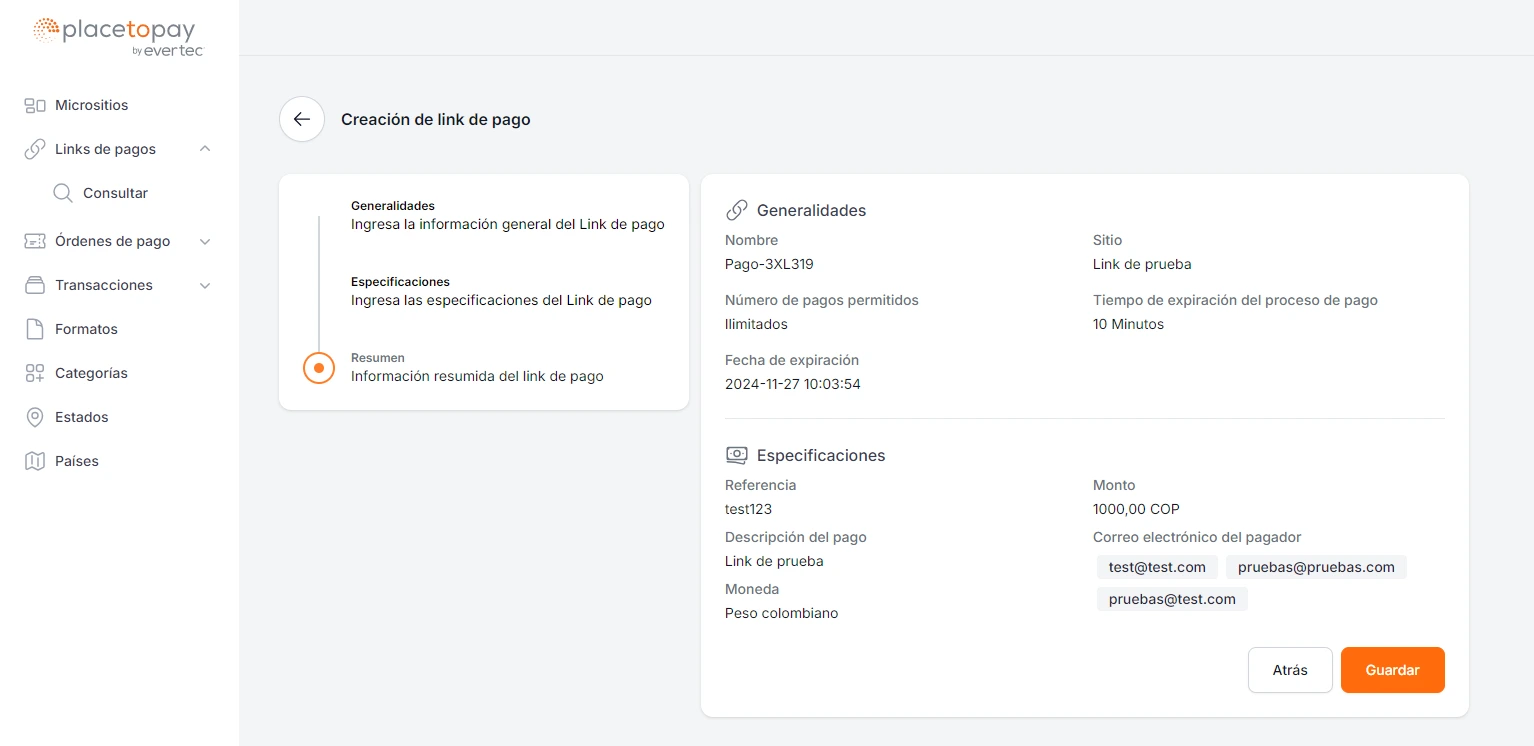 placetopay
by evertec
Micrositios
Links de pagos
Consultar
Órdenes de pago
Transacciones
Formatos
Categorías
Estados
Países
Creación de link de pago
Generalidades
Ingresa la información general del Link de pago
Especificaciones
Ingresa las especificaciones del Link de pago
Resumen
Información resumida del link de pago
Generalidades
Nombre
Pago-3XL319
Sitio
Link de prueba
Número de pagos permitidos
Ilimitados
Tiempo de expiración del proceso de pago
10 Minutos
Fecha de expiración
2024-11-27 10:03:54
Especificaciones
Referencia
test123
Monto
1000,00 COP
Descripción del pago
Link de prueba
Correo electrónico del pagador
test@test.com pruebas@pruebas.com
pruebas@test.com
Moneda
Peso colombiano
Atrás
Guardar